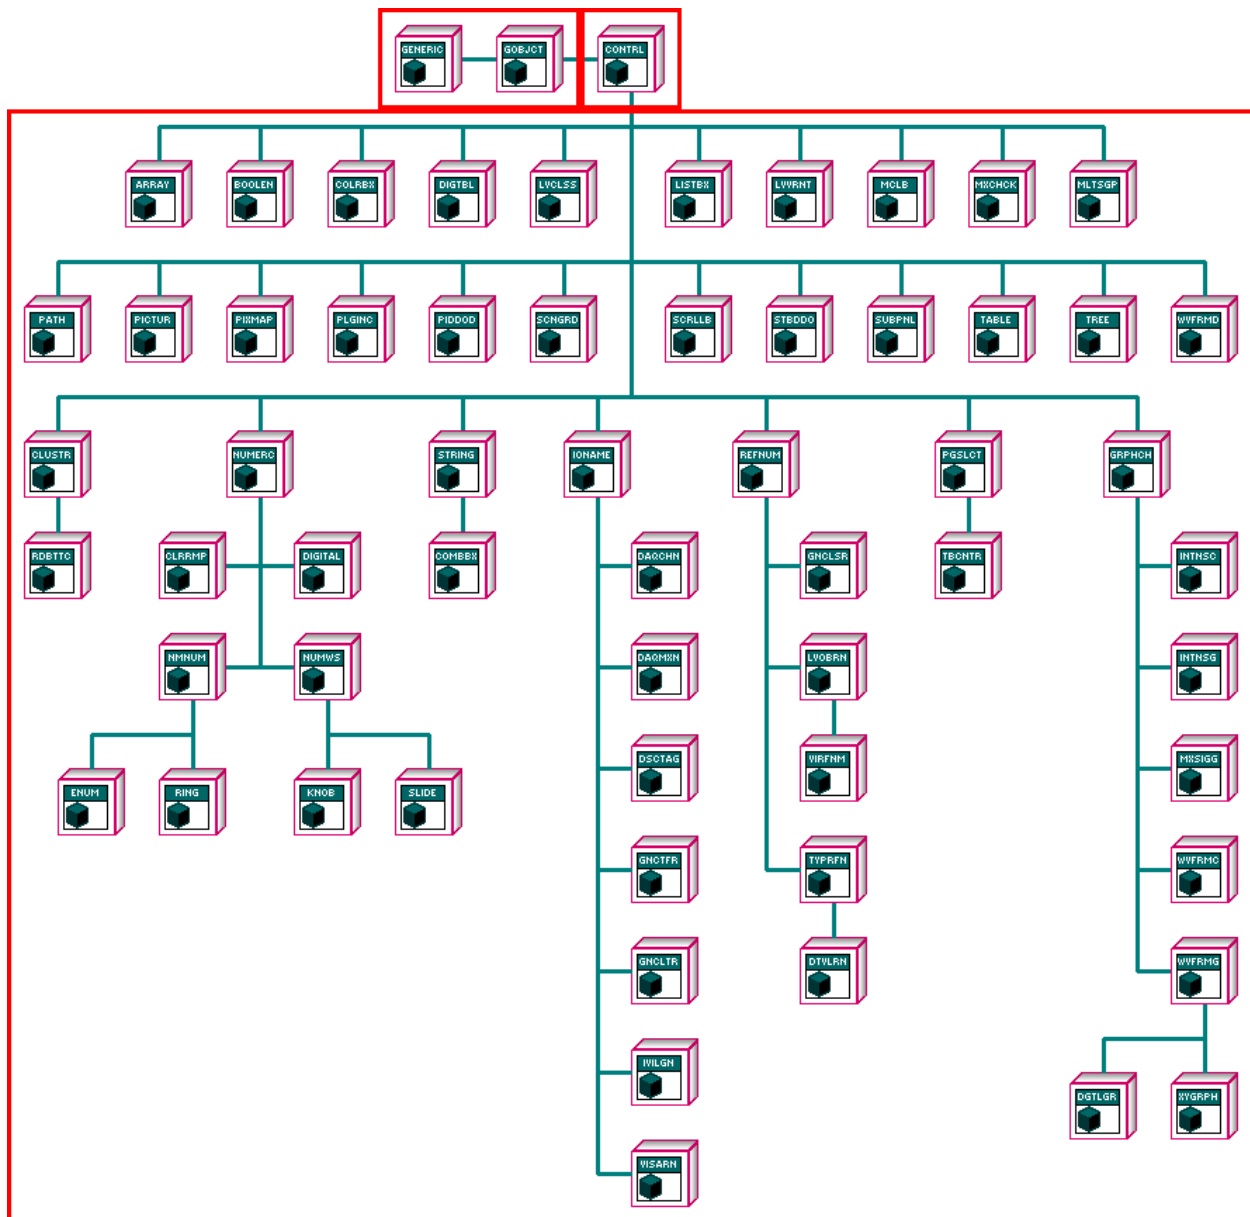 GENERIC GOBJCT CONTRL
ARRAY BOOLEN COLRBX DIGTBL LVCLSS LISTBX LVVRNT MCLB MXCHCK MLTSGP
PATH PICTUR PIXMAP PLGINC PIDDOD SCNGRD SCRLLB STBDDO SUBPNL TABLE TREE WVFRMD
CLUSTR NUMERC STRING IONAME REFNUM PGSLCT GRPHCH
RDBTTC CLRRMP DIGITAL COMBBX DAQCHN GNCLSR TBCNTR INTNSC
NMNUM NUMWS DAQMXN LVOBRN INTNSG
ENUM RING KNOB SLIDE DSCTAG VIRFNM MXSIGG
GNCTFR TYPRFN WVFRMC
GNCLTR DTVLRN WVFRMG
IVILGN DGTLGR XYGRPH
VISARN